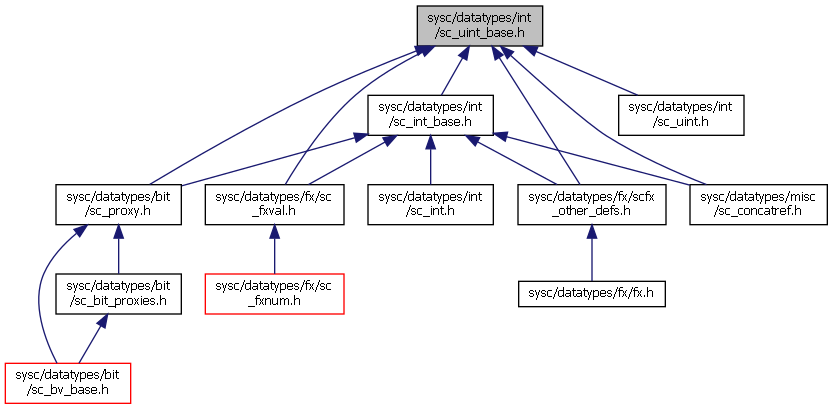 sysc/datatypes/int
/sc_uint_base.h
sysc/datatypes/int
/sc_int_base.h
sysc/datatypes/int
/sc_uint.h
sysc/datatypes/bit
/sc_proxy.h
sysc/datatypes/fx/sc
_fxval.h
sysc/datatypes/int
/sc_int.h
sysc/datatypes/fx/scfx
_other_defs.h
sysc/datatypes/misc
/sc_concatref.h
sysc/datatypes/bit
/sc_bit_proxies.h
sysc/datatypes/fx/sc
_fxnum.h
sysc/datatypes/fx/fx.h
sysc/datatypes/bit
/sc_bv_base.h